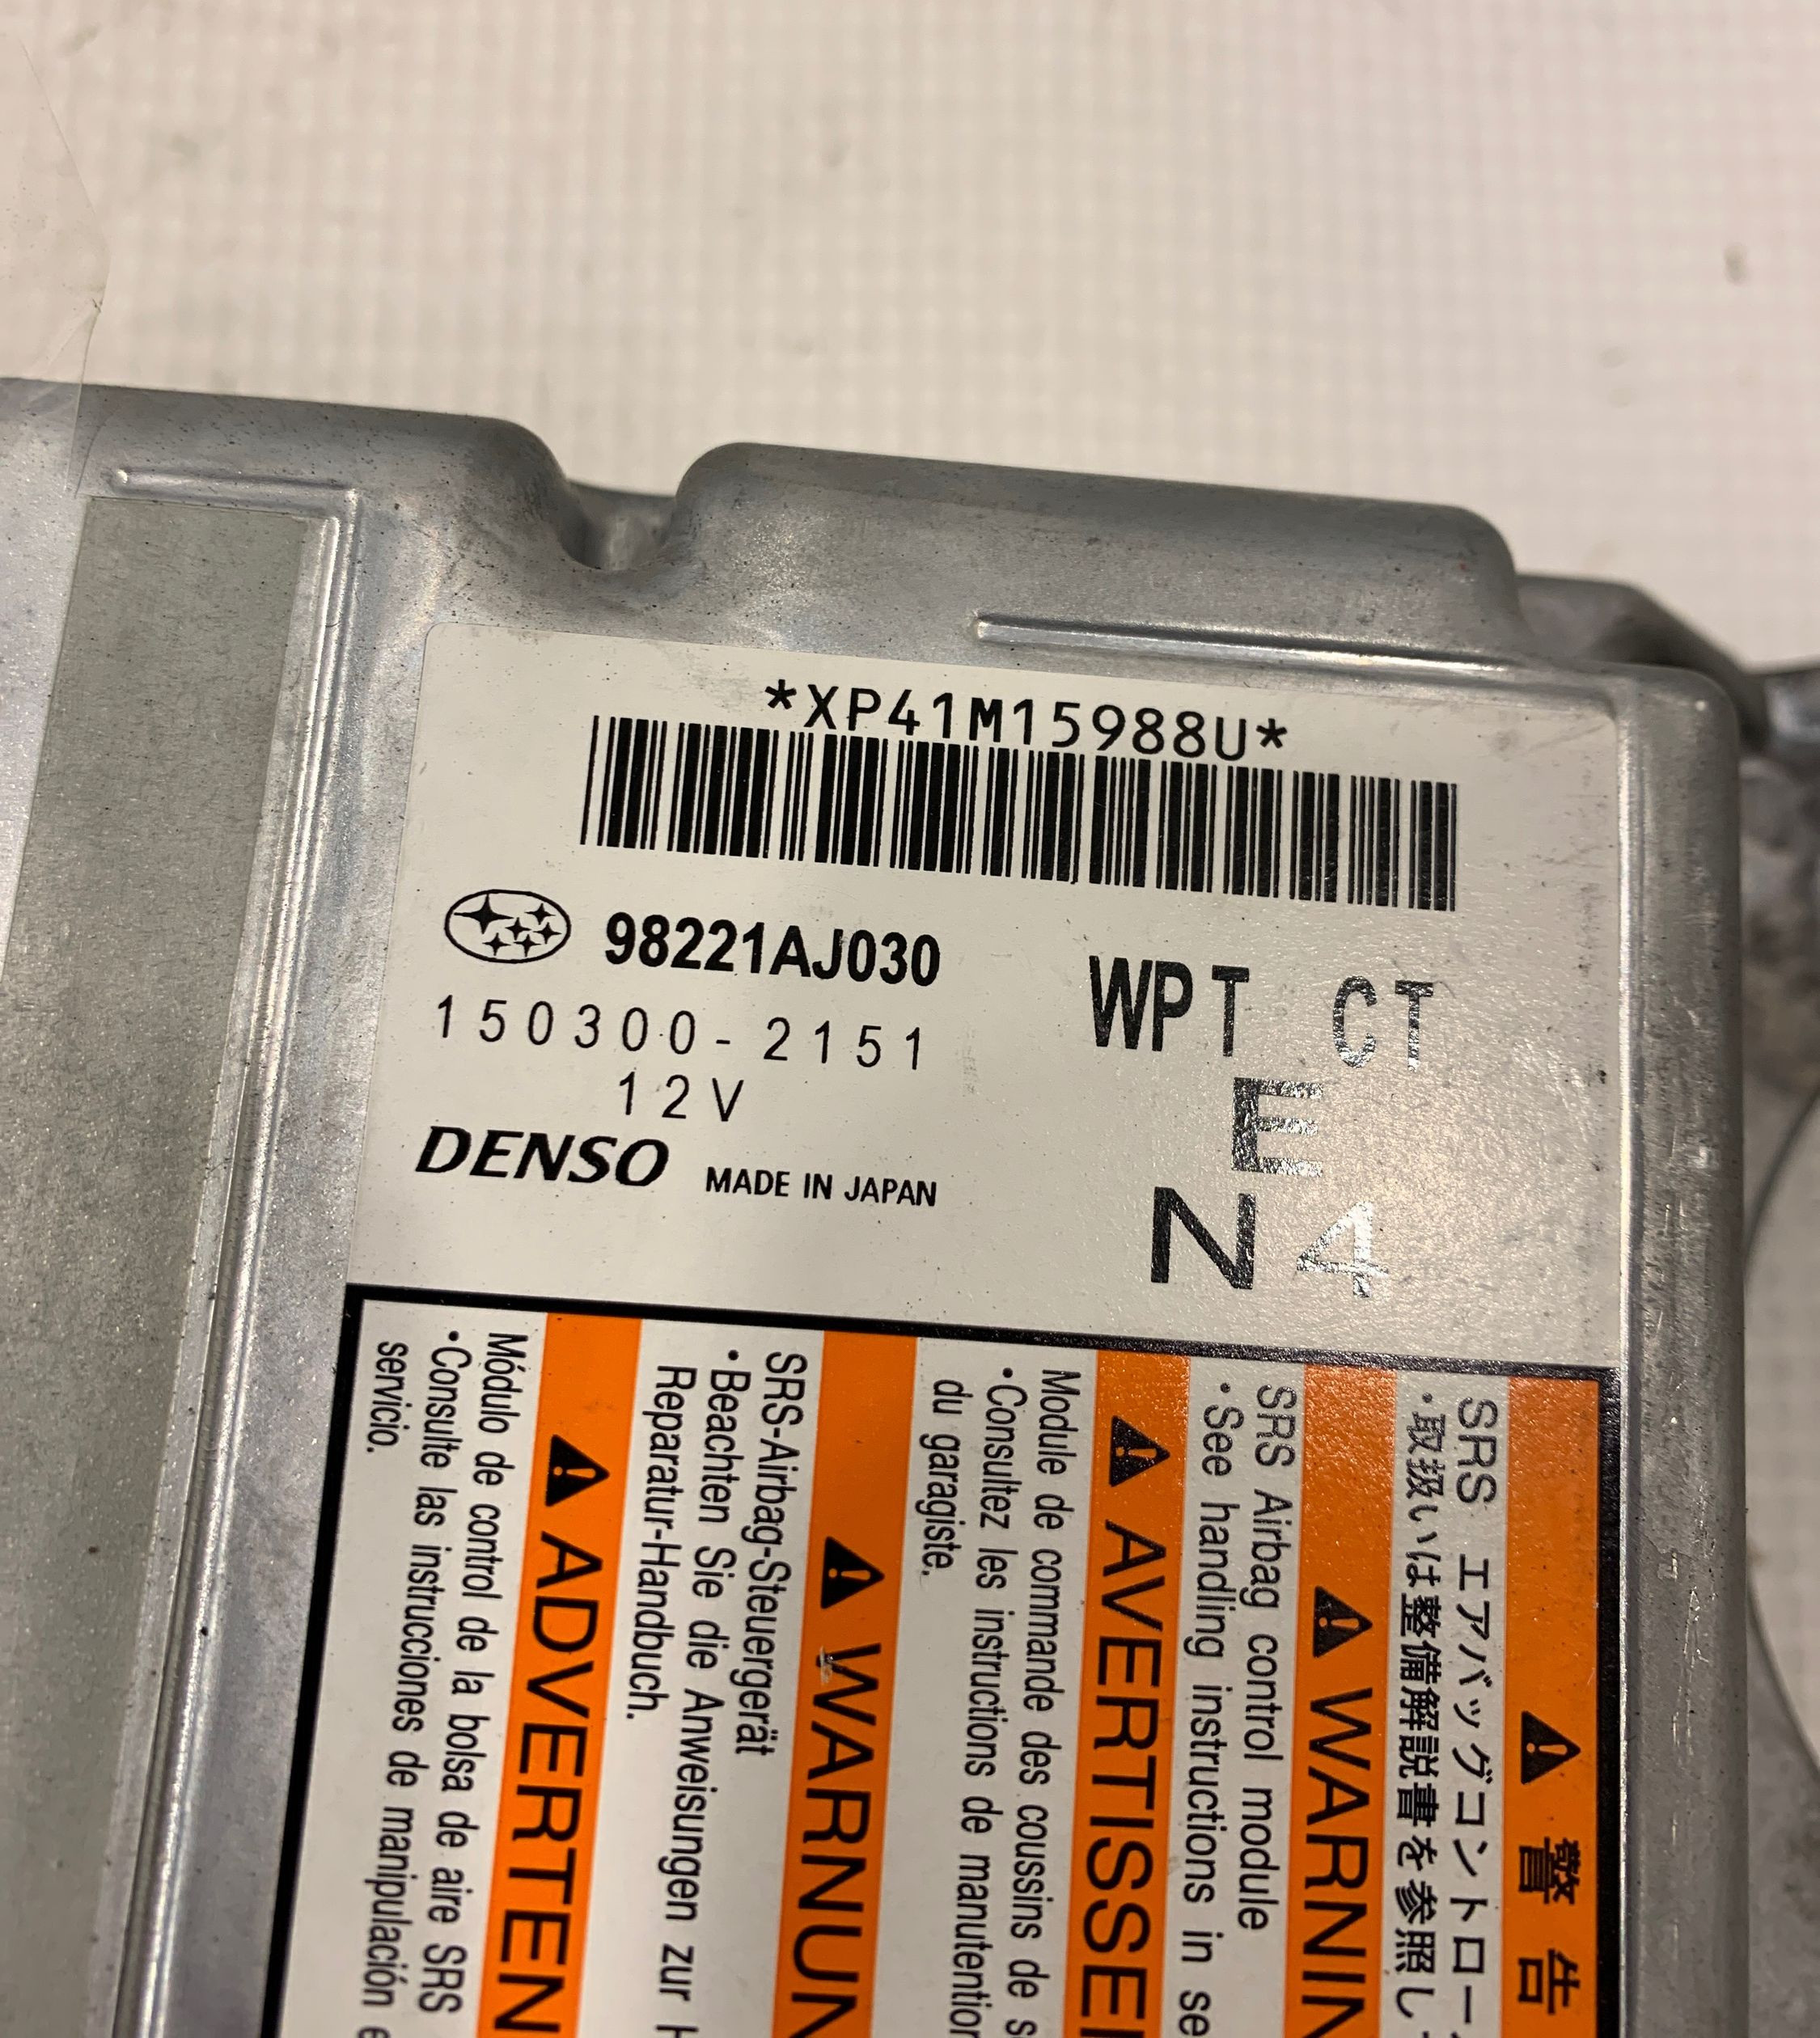 *XP41M15988U*
98221AJ030
150300-2151
12V
DENSO MADE IN JAPAN
WPT CT
E
N4
警告
SRS エアバッグコントロー
・取扱いは整備解説書を参照し
WARNIN
SRS Airbag control module
・See handling instructions in se
AVERTISSE
Module de commande des coussins de s
・Consultez les instructions de manutention
du garagiste.
WARNUN
SRS-Airbag-Steuergerät
・Beachten Sie die Anweisungen zur H
Reparatur-Handbuch.
ADVERTEN
Módulo de control de la bolsa de aire SRS
・Consulte las instrucciones de manipulación e
servicio.